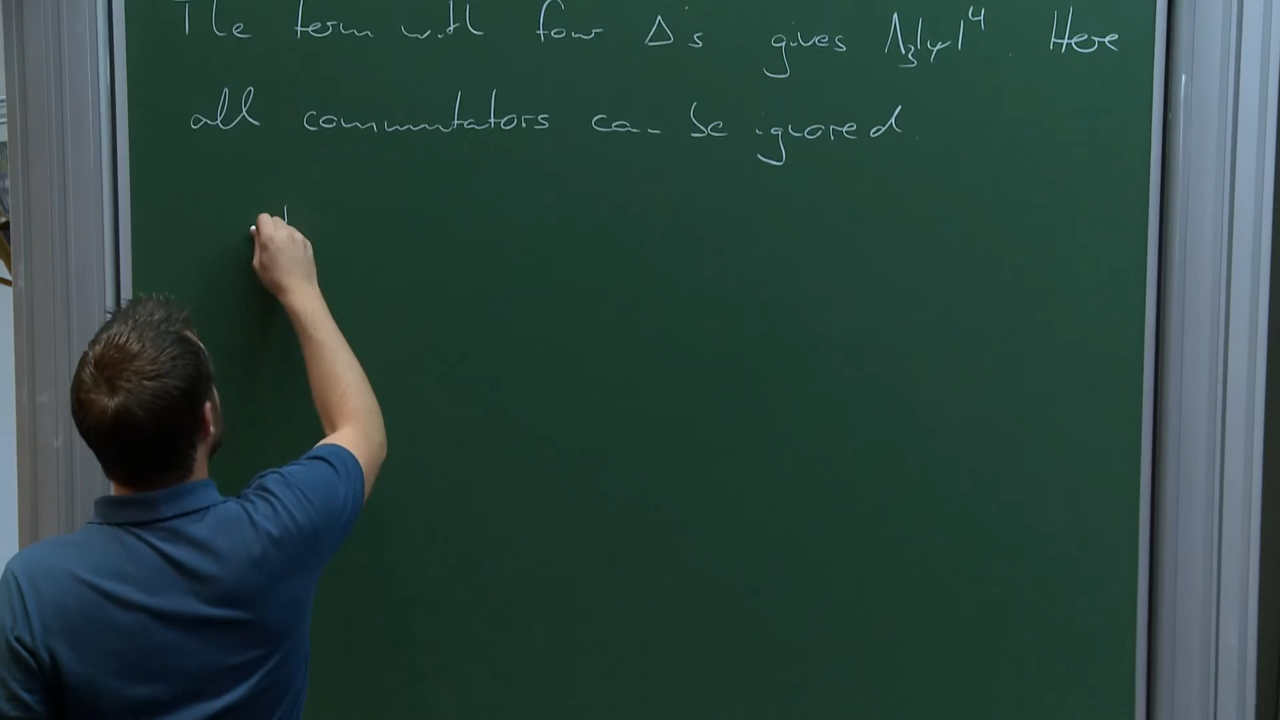 The term with four Δ's gives Λ₃|ψ|⁴. Here
all commutators can be ignored.